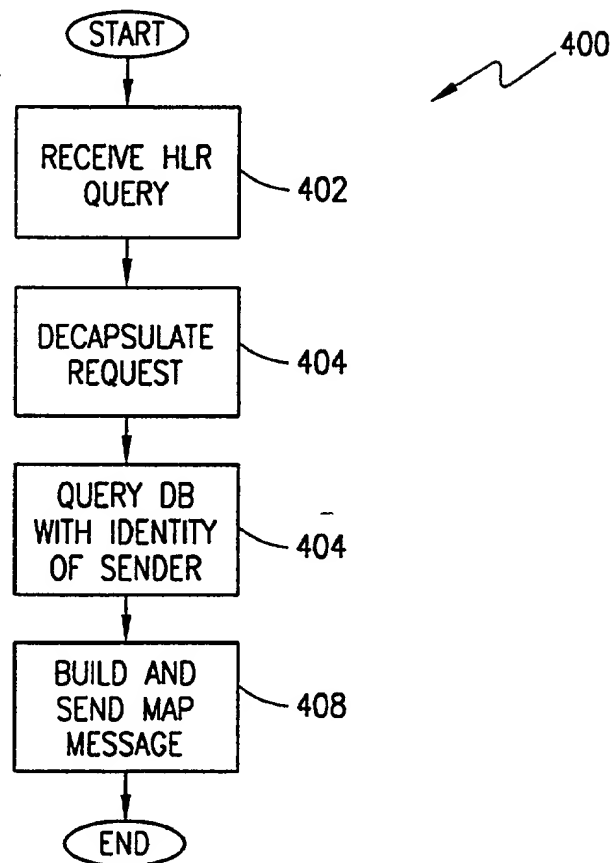 START
400
RECEIVE HLR
QUERY
402
DECAPSULATE
REQUEST
404
QUERY DB
WITH IDENTITY
OF SENDER
404
BUILD AND
SEND MAP
MESSAGE
408
END